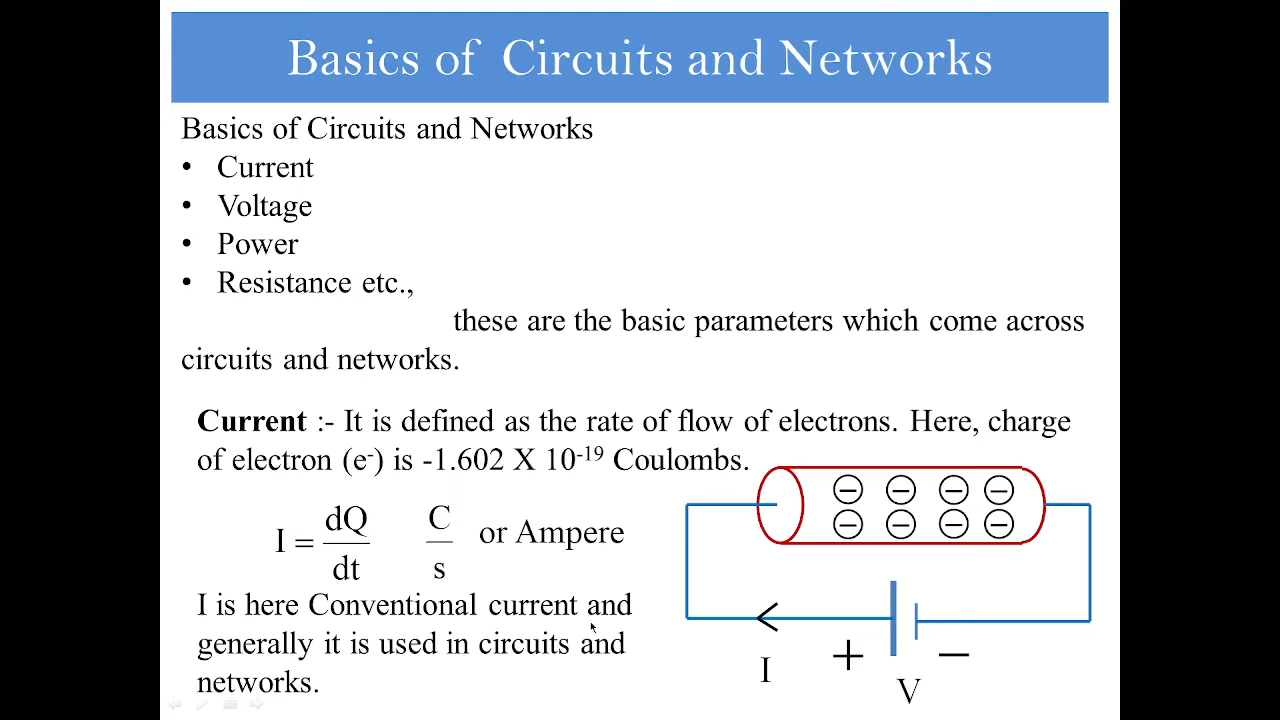 Basics of Circuits and Networks
Basics of Circuits and Networks
• Current
• Voltage
• Power
• Resistance etc.,
these are the basic parameters which come across
circuits and networks.
Current :- It is defined as the rate of flow of electrons. Here, charge
of electron (e⁻) is -1.602 X 10⁻¹⁹ Coulombs.
I = dQ/dt C/s or Ampere
I is here Conventional current and
generally it is used in circuits and
networks.
− − − −
− − − −
+ −
I
V